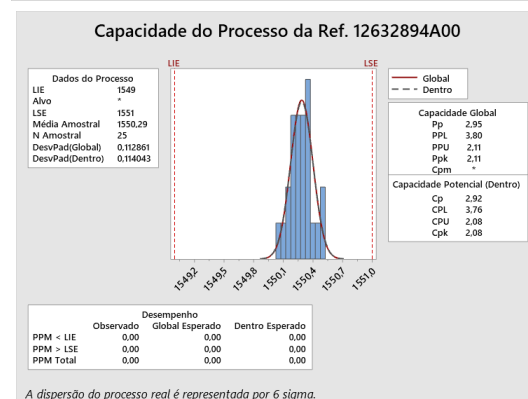 Capacidade do Processo da Ref. 12632894A00
LIE LSE
Dados do Processo
LIE 1549
Alvo *
LSE 1551
Média Amostral 1550,29
N Amostral 25
DesvPad(Global) 0,112861
DesvPad(Dentro) 0,114043
Global
Dentro
Capacidade Global
Pp 2,95
PPL 3,80
PPU 2,11
Ppk 2,11
Cpm *
Capacidade Potencial (Dentro)
Cp 2,92
CPL 3,76
CPU 2,08
Cpk 2,08
1549,2 1549,5 1549,8 1550,1 1550,4 1550,7 1551,0
Desempenho
Observado Global Esperado Dentro Esperado
PPM < LIE 0,00 0,00 0,00
PPM > LSE 0,00 0,00 0,00
PPM Total 0,00 0,00 0,00
A dispersão do processo real é representada por 6 sigma.